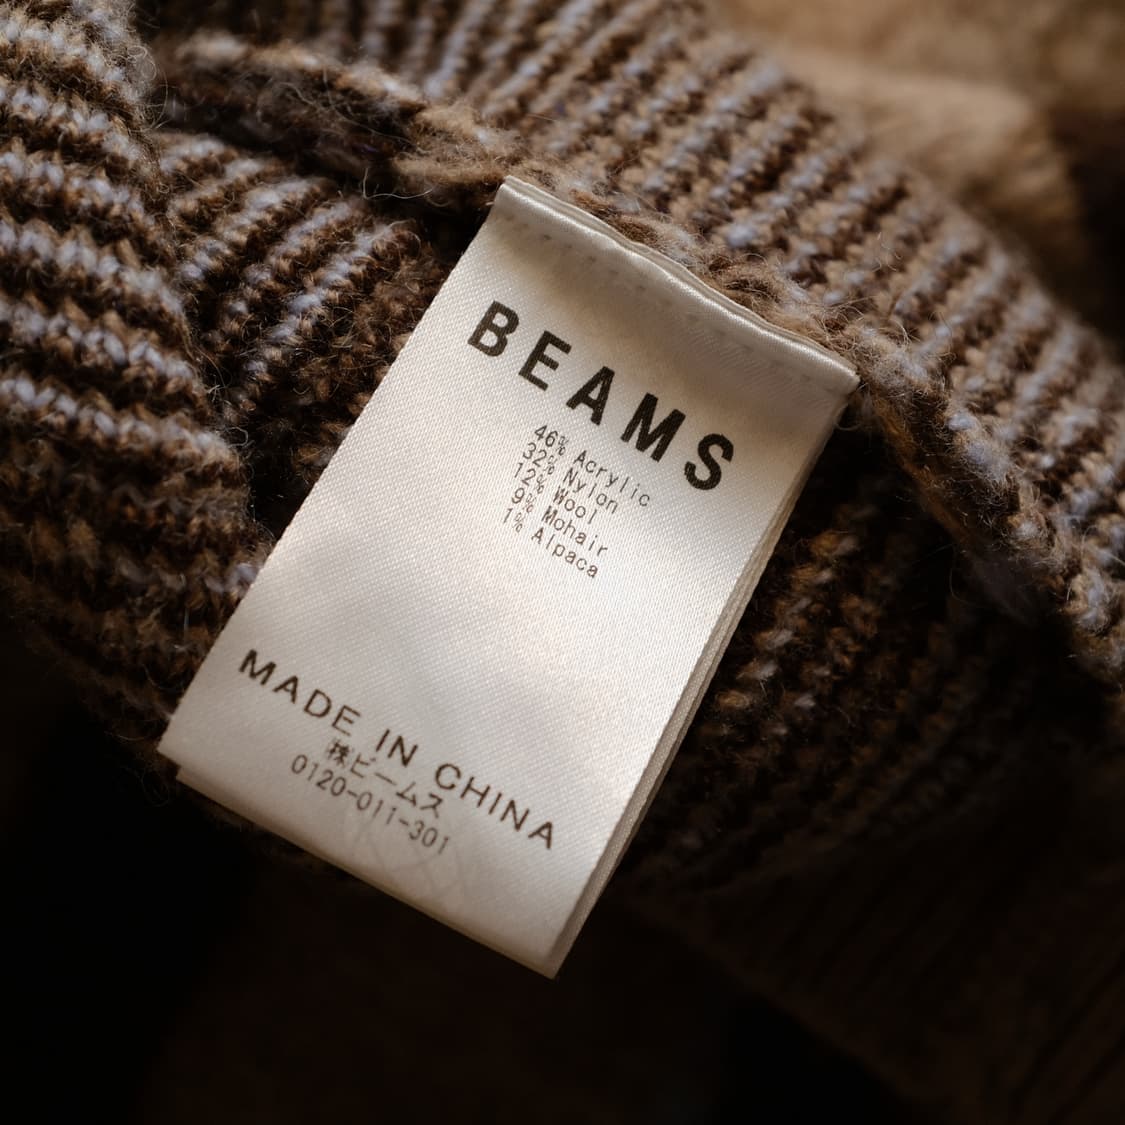 BEAMS
46% Acrylic
32% Nylon
12% Wool
9% Mohair
1% Alpaca
MADE IN CHINA
㈱ビームス
0120-011-301